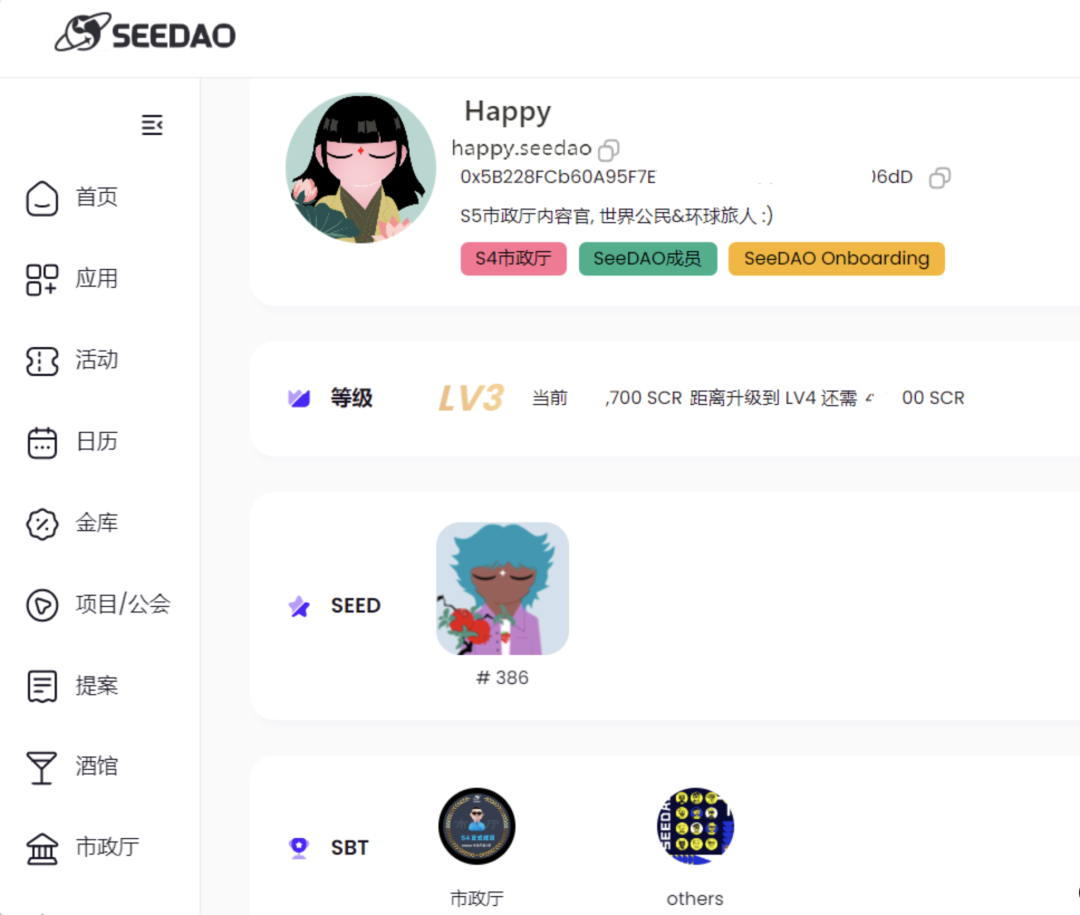 SEEDAO
首页
应用
活动
日历
金库
项目/公会
提案
酒馆
市政厅
Happy
happy.seedao
0x5B228FCb60A95F7E 06dD
S5市政厅内容官, 世界公民&环球旅人 :)
S4市政厅 SeeDAO成员 SeeDAO Onboarding
等级 LV3 当前 ,700 SCR 距离升级到 LV4 还需 00 SCR
SEED
# 386
SBT
市政厅 others